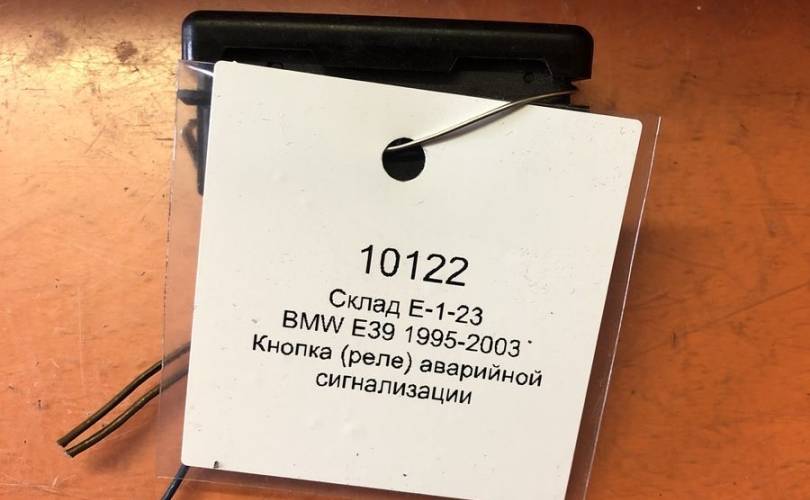 10122
Склад E-1-23
BMW E39 1995-2003
Кнопка (реле) аварийной
сигнализации